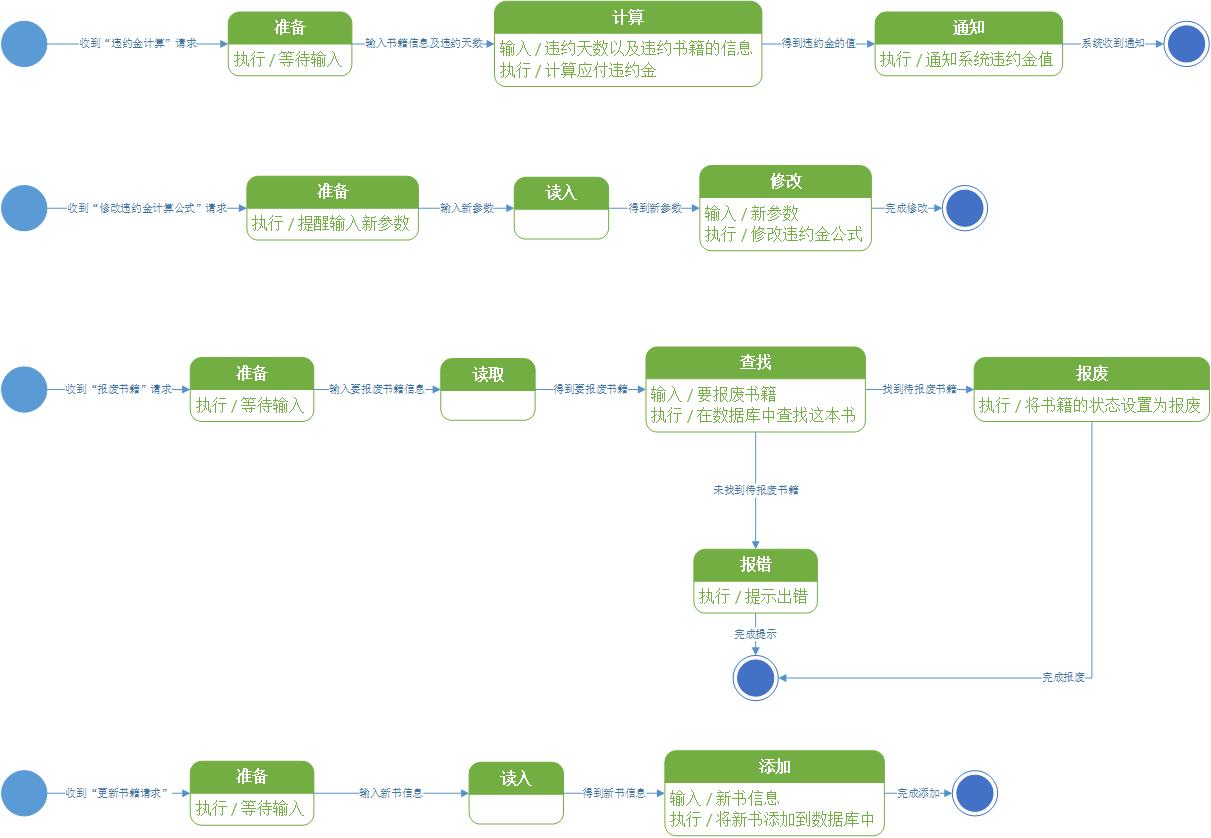 收到“违约金计算”请求
准备
执行 / 等待输入
输入书籍信息及违约天数
计算
输入 / 违约天数以及违约书籍的信息
执行 / 计算应付违约金
得到违约金的值
通知
执行 / 通知系统违约金值
系统收到通知
收到“修改违约金计算公式”请求
准备
执行 / 提醒输入新参数
输入新参数
读入
得到新参数
修改
输入 / 新参数
执行 / 修改违约金公式
完成修改
收到“报废书籍”请求
准备
执行 / 等待输入
输入要报废书籍信息
读取
得到要报废书籍
查找
输入 / 要报废书籍
执行 / 在数据库中查找这本书
找到待报废书籍
报废
执行 / 将书籍的状态设置为报废
未找到待报废书籍
报错
执行 / 提示出错
完成提示
完成报废
收到“更新书籍请求”
准备
执行 / 等待输入
输入新书信息
读入
得到新书信息
添加
输入 / 新书信息
执行 / 将新书添加到数据库中
完成添加